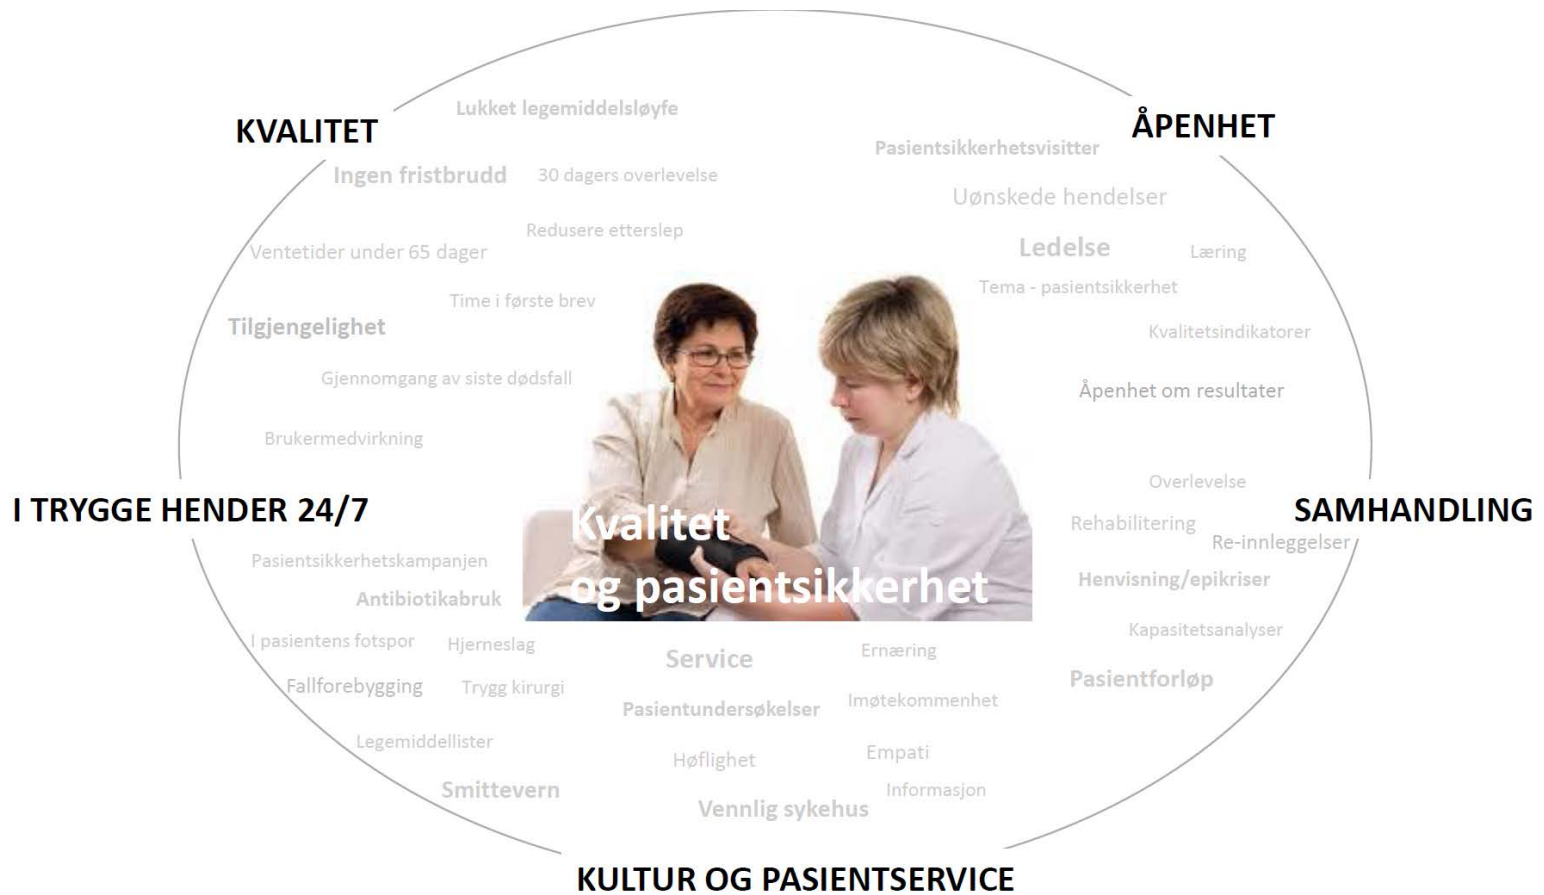 Lukket legemiddelsløyfe
KVALITET
ÅPENHET
Pasientsikkerhetsvisitter
Ingen fristbrudd
30 dagers overlevelse
Uønskede hendelser
Redusere etterslep
Ledelse
Læring
Ventetider under 65 dager
Tema - pasientsikkerhet
Time i første brev
Tilgjengelighet
Kvalitetsindikatorer
Gjennomgang av siste dødsfall
Åpenhet om resultater
Brukermedvirkning
Overlevelse
I TRYGGE HENDER 24/7
SAMHANDLING
Kvalitet
og pasientsikkerhet
Rehabilitering
Re-innleggelser
Pasientsikkerhetskampanjen
Henvisning/epikriser
Antibiotikabruk
Kapasitetsanalyser
I pasientens fotspor
Hjerneslag
Service
Ernæring
Pasientforløp
Fallforebygging
Trygg kirurgi
Pasientundersøkelser
Imøtekommenhet
Legemiddellister
Høflighet
Empati
Smittevern
Informasjon
Vennlig sykehus
KULTUR OG PASIENTSERVICE